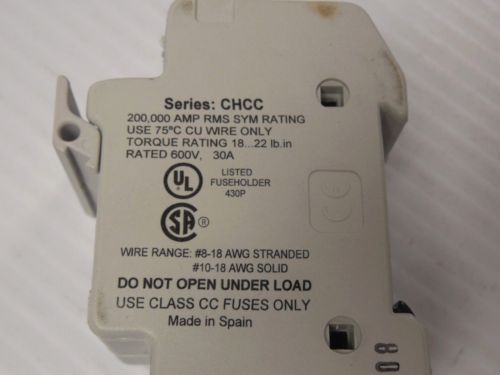 Series: CHCC
200,000 AMP RMS SYM RATING
USE 75ºC CU WIRE ONLY
TORQUE RATING 18...22 lb.in
RATED 600V, 30A
UL LISTED
FUSEHOLDER
430P
SA ®
WIRE RANGE: #8-18 AWG STRANDED
#10-18 AWG SOLID
DO NOT OPEN UNDER LOAD
USE CLASS CC FUSES ONLY
Made in Spain